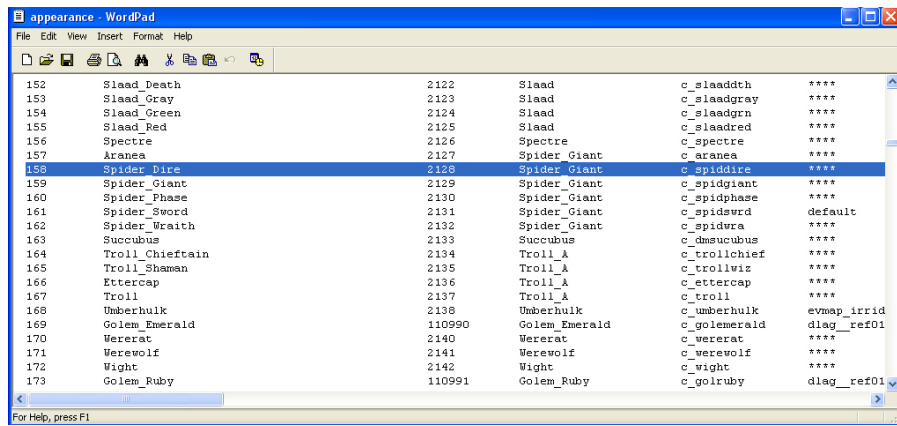 appearance - WordPad
File Edit View Insert Format Help
152 Slaad_Death 2122 Slaad c_slaaddth ****
153 Slaad_Gray 2123 Slaad c_slaadgray ****
154 Slaad_Green 2124 Slaad c_slaadgrn ****
155 Slaad_Red 2125 Slaad c_slaadred ****
156 Spectre 2126 Spectre c_spectre ****
157 Aranea 2127 Spider_Giant c_aranea ****
158 Spider_Dire 2128 Spider_Giant c_spiddire ****
159 Spider_Giant 2129 Spider_Giant c_spidgiant ****
160 Spider_Phase 2130 Spider_Giant c_spidphase ****
161 Spider_Sword 2131 Spider_Giant c_spidswrd default
162 Spider_Wraith 2132 Spider_Giant c_spidwra ****
163 Succubus 2133 Succubus c_dmsucubus ****
164 Troll_Chieftain 2134 Troll_A c_trollchief ****
165 Troll_Shaman 2135 Troll_A c_trollwiz ****
166 Ettercap 2136 Troll_A c_ettercap ****
167 Troll 2137 Troll_A c_troll ****
168 Umberhulk 2138 Umberhulk c_umberhulk evmap_irrid
169 Golem_Emerald 110990 Golem_Emerald c_golemerald dlag__ref01
170 Wererat 2140 Wererat c_wererat ****
171 Werewolf 2141 Werewolf c_werewolf ****
172 Wight 2142 Wight c_wight ****
173 Golem_Ruby 110991 Golem_Ruby c_golruby dlag__ref01
For Help, press F1